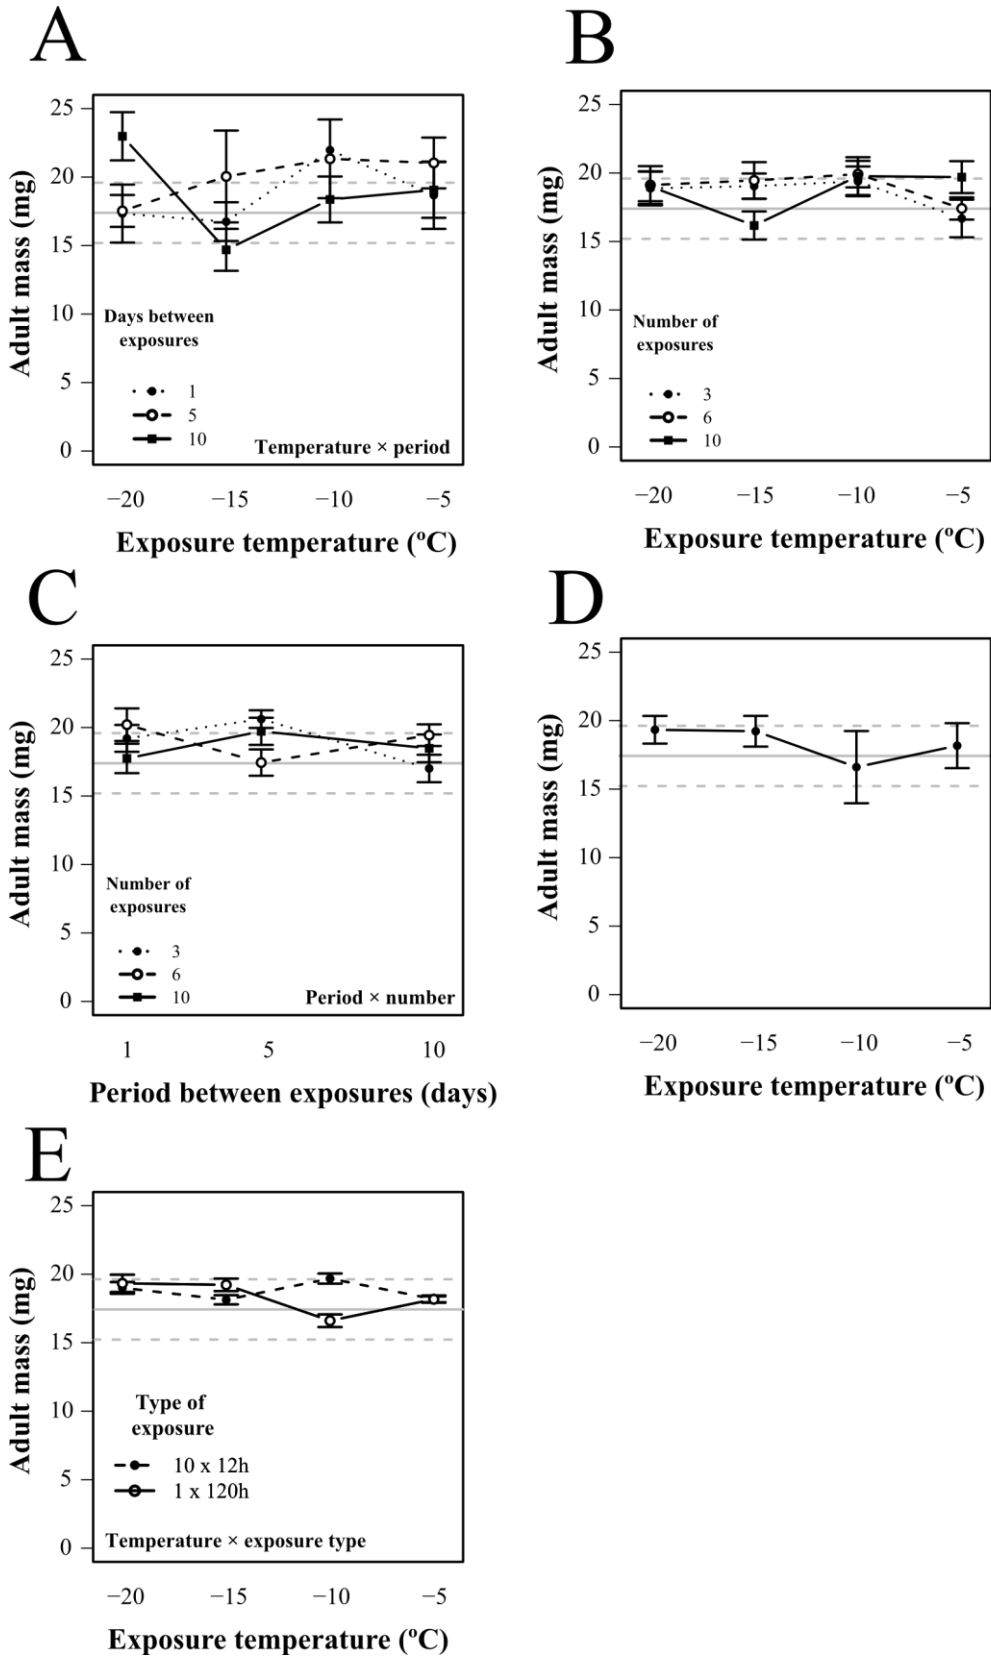 A
25
20
15
10
5
0
Adult mass (mg)
Days between
exposures
1
5
10
Temperature × period
−20 −15 −10 −5
Exposure temperature (ºC)
B
25
20
15
10
5
0
Adult mass (mg)
Number of
exposures
3
6
10
−20 −15 −10 −5
Exposure temperature (ºC)
C
25
20
15
10
5
0
Adult mass (mg)
Number of
exposures
3
6
10
Period × number
1 5 10
Period between exposures (days)
D
25
20
15
10
5
0
Adult mass (mg)
−20 −15 −10 −5
Exposure temperature (ºC)
E
25
20
15
10
5
0
Adult mass (mg)
Type of
exposure
10 x 12h
1 x 120h
Temperature × exposure type
−20 −15 −10 −5
Exposure temperature (ºC)